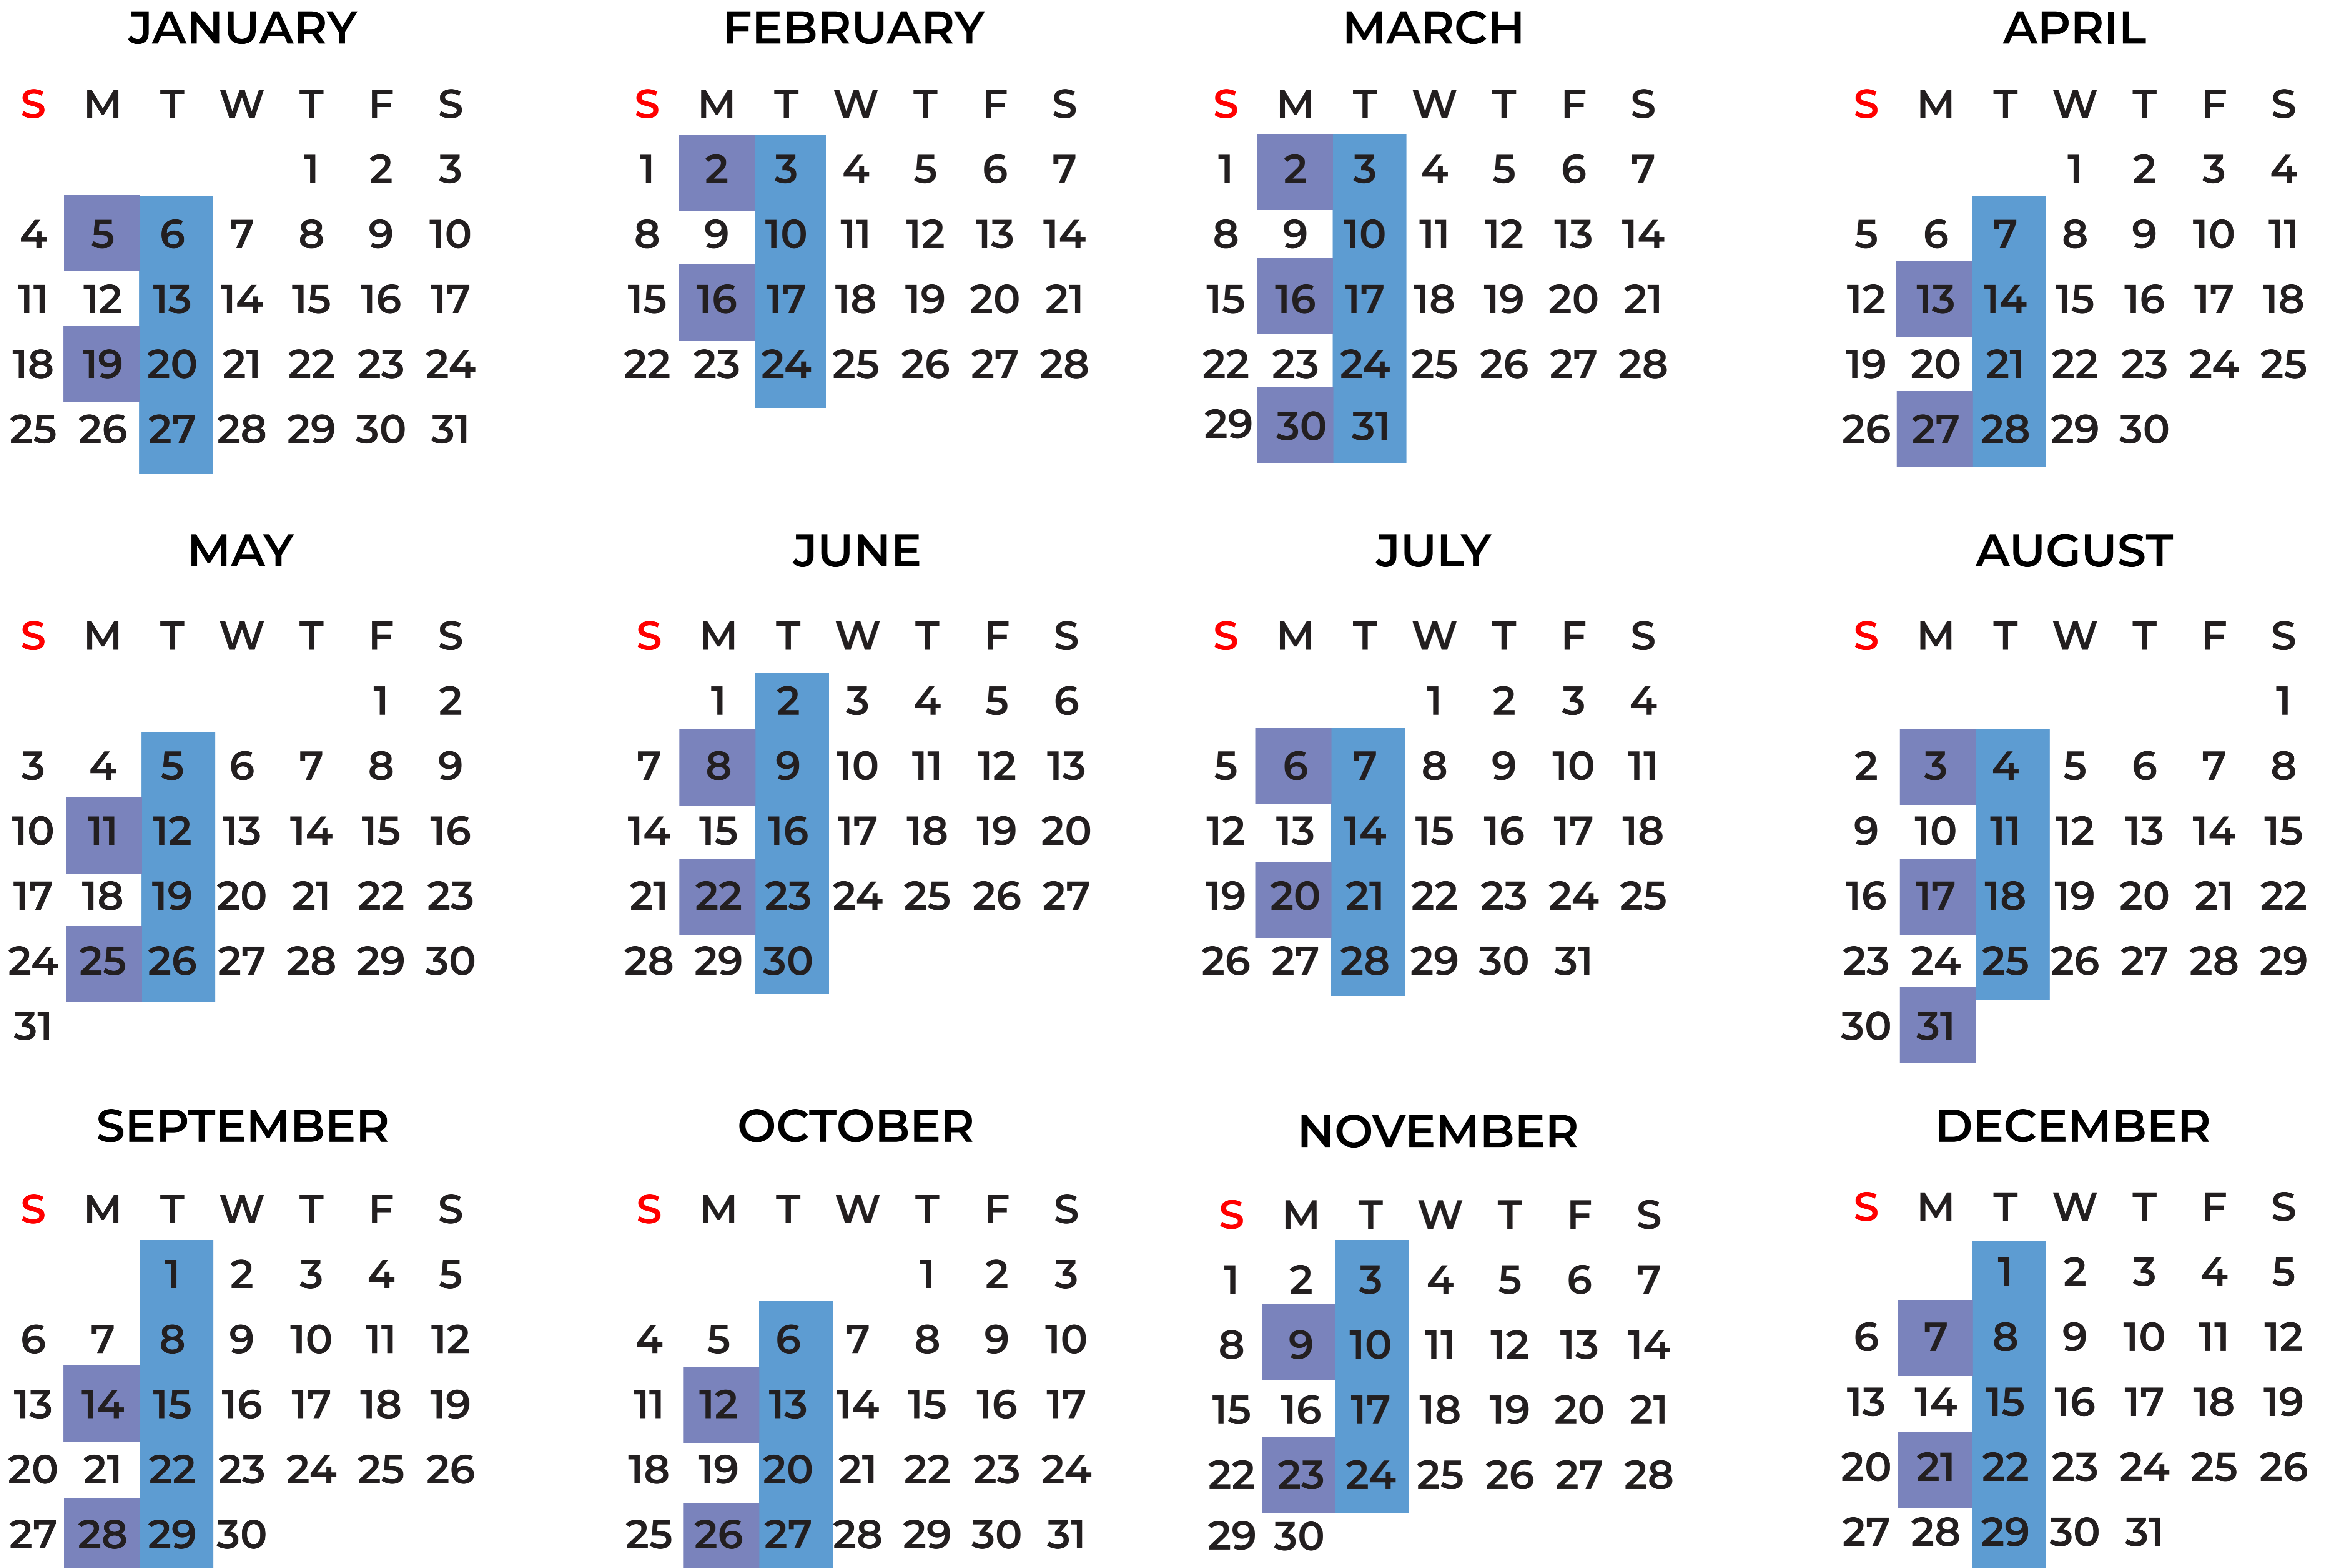 JANUARY
S M T W T F S
1 2 3
4 5 6 7 8 9 10
11 12 13 14 15 16 17
18 19 20 21 22 23 24
25 26 27 28 29 30 31
FEBRUARY
S M T W T F S
1 2 3 4 5 6 7
8 9 10 11 12 13 14
15 16 17 18 19 20 21
22 23 24 25 26 27 28
MARCH
S M T W T F S
1 2 3 4 5 6 7
8 9 10 11 12 13 14
15 16 17 18 19 20 21
22 23 24 25 26 27 28
29 30 31
APRIL
S M T W T F S
1 2 3 4
5 6 7 8 9 10 11
12 13 14 15 16 17 18
19 20 21 22 23 24 25
26 27 28 29 30
MAY
S M T W T F S
1 2
3 4 5 6 7 8 9
10 11 12 13 14 15 16
17 18 19 20 21 22 23
24 25 26 27 28 29 30
31
JUNE
S M T W T F S
1 2 3 4 5 6
7 8 9 10 11 12 13
14 15 16 17 18 19 20
21 22 23 24 25 26 27
28 29 30
JULY
S M T W T F S
1 2 3 4
5 6 7 8 9 10 11
12 13 14 15 16 17 18
19 20 21 22 23 24 25
26 27 28 29 30 31
AUGUST
S M T W T F S
1
2 3 4 5 6 7 8
9 10 11 12 13 14 15
16 17 18 19 20 21 22
23 24 25 26 27 28 29
30 31
SEPTEMBER
S M T W T F S
1 2 3 4 5
6 7 8 9 10 11 12
13 14 15 16 17 18 19
20 21 22 23 24 25 26
27 28 29 30
OCTOBER
S M T W T F S
1 2 3
4 5 6 7 8 9 10
11 12 13 14 15 16 17
18 19 20 21 22 23 24
25 26 27 28 29 30 31
NOVEMBER
S M T W T F S
1 2 3 4 5 6 7
8 9 10 11 12 13 14
15 16 17 18 19 20 21
22 23 24 25 26 27 28
29 30
DECEMBER
S M T W T F S
1 2 3 4 5
6 7 8 9 10 11 12
13 14 15 16 17 18 19
20 21 22 23 24 25 26
27 28 29 30 31